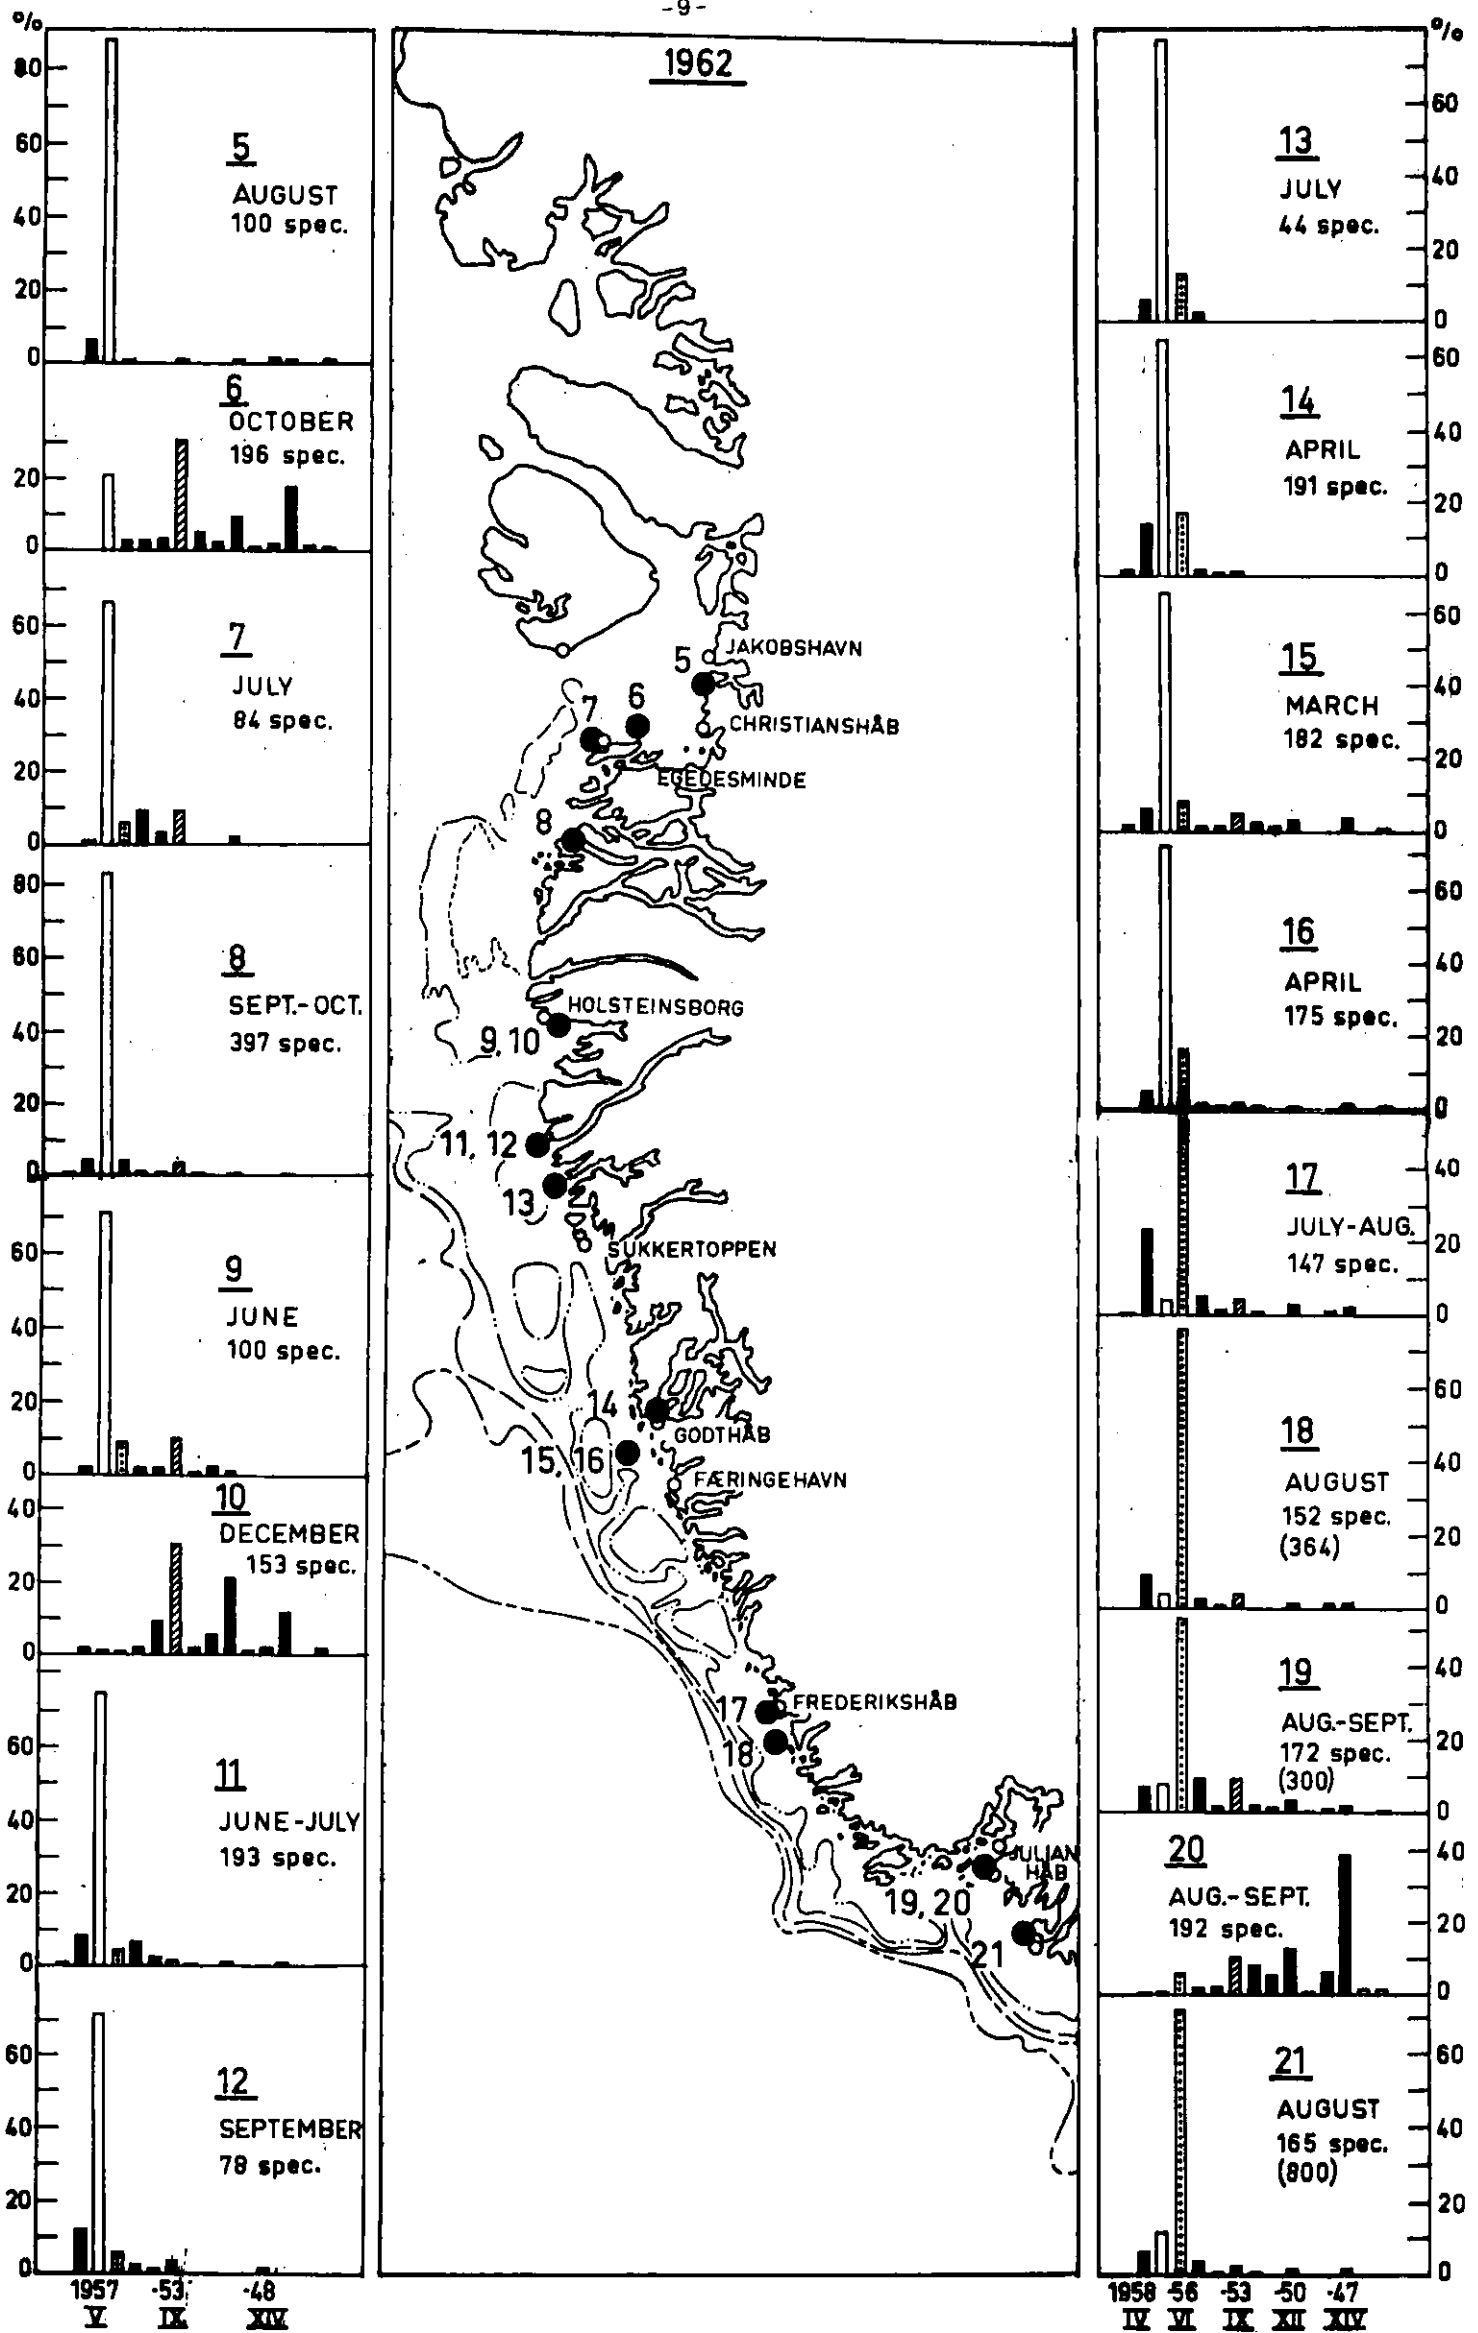 -9-
1962
%
80
60
40
20
0
5
AUGUST
100 spec.
6
OCTOBER
196 spec.
20
0
7
JULY
84 spec.
60
40
20
0
8
SEPT.-OCT.
397 spec.
80
60
40
20
0
9
JUNE
100 spec.
60
40
20
0
10
DECEMBER
153 spec.
40
20
0
11
JUNE-JULY
193 spec.
60
40
20
0
12
SEPTEMBER
78 spec.
60
40
20
0
1957 -53 -48
V IX XIV
5 JAKOBSHAVN
7 6
CHRISTIANSHÅB
EGEDESMINDE
8
HOLSTEINSBORG
9, 10
11, 12
13
SUKKERTOPPEN
14
GODTHÅB
15, 16
FÆRINGEHAVN
17 FREDERIKSHÅB
18
JULIAN
HÅB
19, 20
21
%
13
JULY
44 spec.
60
40
20
0
14
APRIL
191 spec.
60
40
20
0
15
MARCH
182 spec.
60
40
20
0
16
APRIL
175 spec.
60
40
20
0
17
JULY-AUG.
147 spec.
40
20
0
18
AUGUST
152 spec.
(364)
60
40
20
0
19
AUG.-SEPT.
172 spec.
(300)
40
20
0
20
AUG.-SEPT.
192 spec.
40
20
0
21
AUGUST
165 spec.
(800)
60
40
20
0
1958 -56 -53 -50 -47
IV VI IX XII XIV